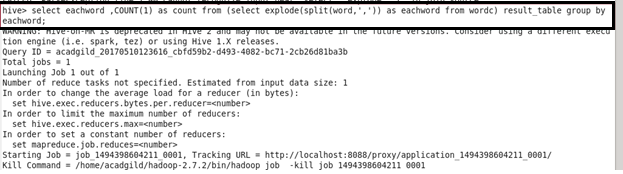 hive> select eachword ,COUNT(1) as count from (select explode(split(word,',')) as eachword from wordc) result_table group by
eachword;
WARNING: Hive-on-MR is deprecated in Hive 2 and may not be available in the future versions. Consider using a different execu
tion engine (i.e. spark, tez) or using Hive 1.X releases.
Query ID = acadgild_20170510123616_cbfd59b2-d493-4082-bc71-2cb26d81ba3b
Total jobs = 1
Launching Job 1 out of 1
Number of reduce tasks not specified. Estimated from input data size: 1
In order to change the average load for a reducer (in bytes):
  set hive.exec.reducers.bytes.per.reducer=<number>
In order to limit the maximum number of reducers:
  set hive.exec.reducers.max=<number>
In order to set a constant number of reducers:
  set mapreduce.job.reduces=<number>
Starting Job = job_1494398604211_0001, Tracking URL = http://localhost:8088/proxy/application_1494398604211_0001/
Kill Command = /home/acadgild/hadoop-2.7.2/bin/hadoop job  -kill job_1494398604211_0001